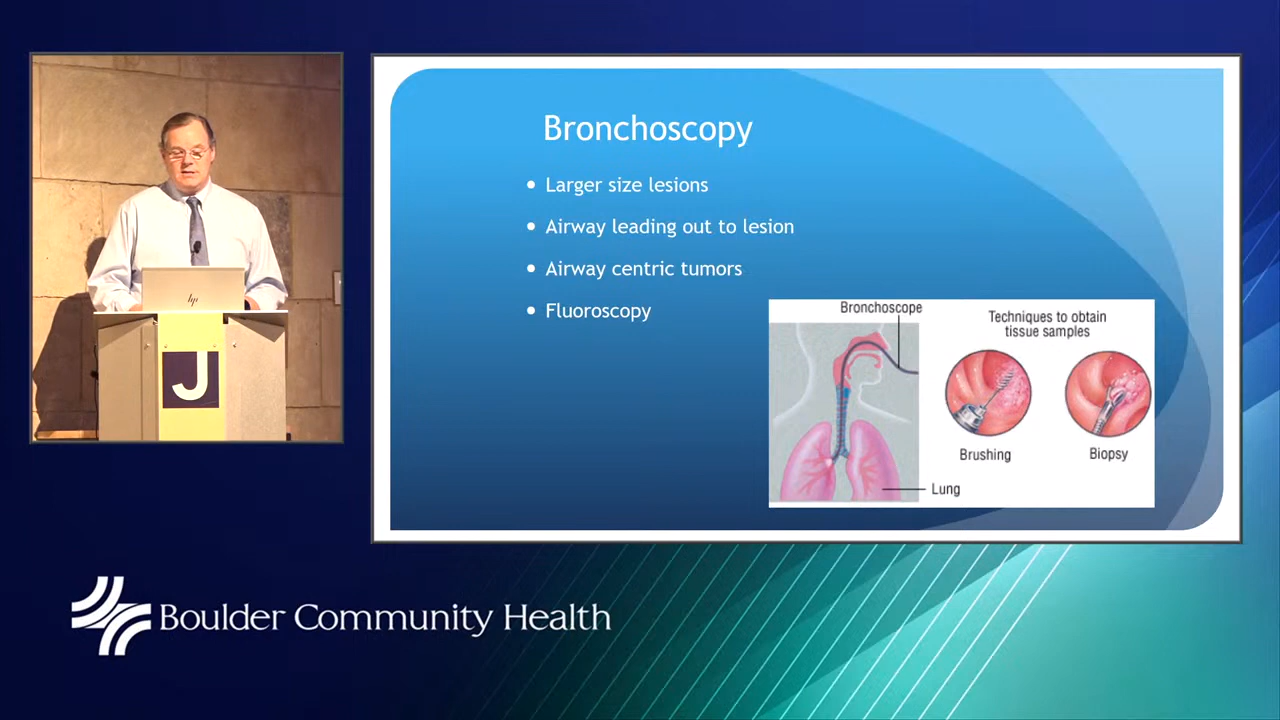 Bronchoscopy
Larger size lesions
Airway leading out to lesion
Airway centric tumors
Fluoroscopy
Bronchoscope
Techniques to obtain
tissue samples
Brushing
Biopsy
Lung
hp
J
Boulder Community Health